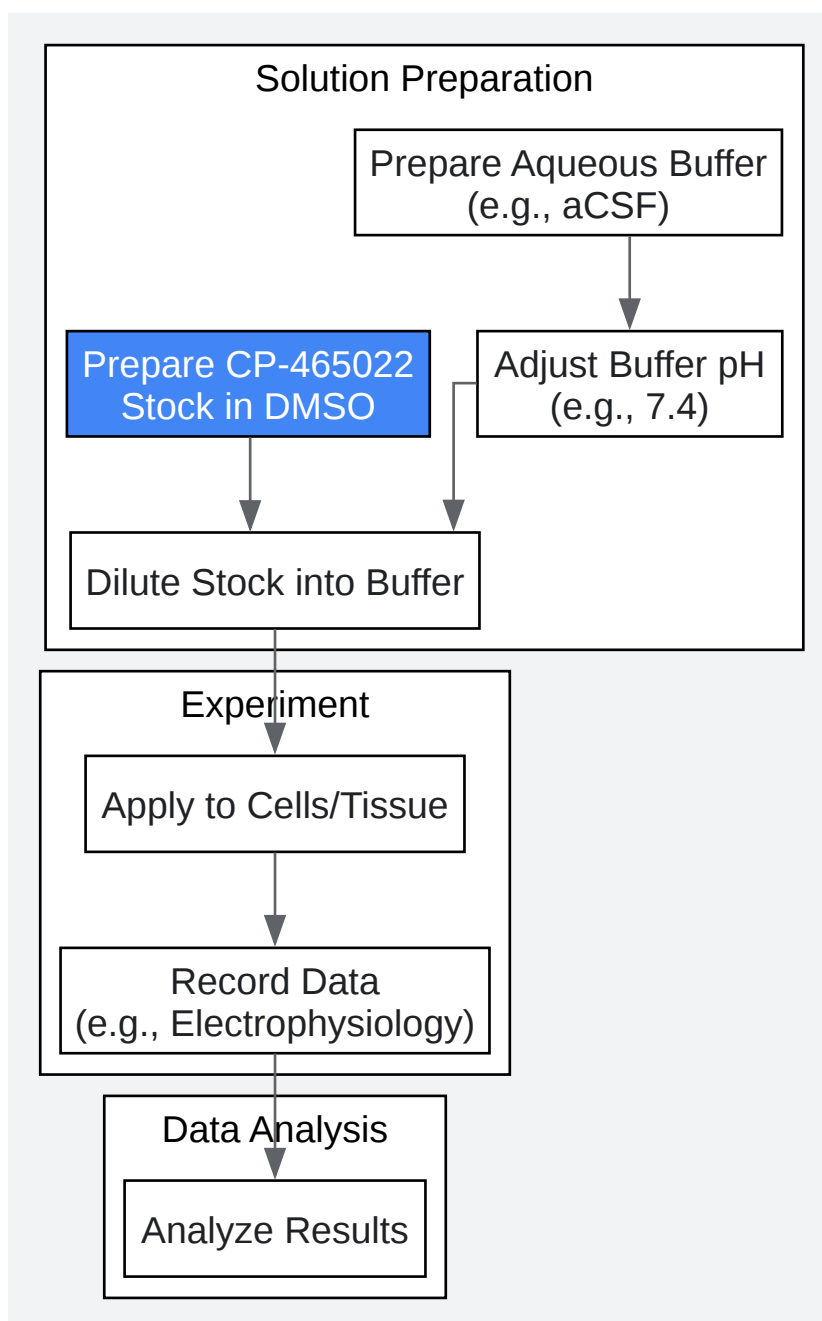 Solution Preparation
Prepare Aqueous Buffer
(e.g., aCSF)
Prepare CP-465022
Stock in DMSO
Adjust Buffer pH
(e.g., 7.4)
Dilute Stock into Buffer
Experiment
Apply to Cells/Tissue
Record Data
(e.g., Electrophysiology)
Data Analysis
Analyze Results